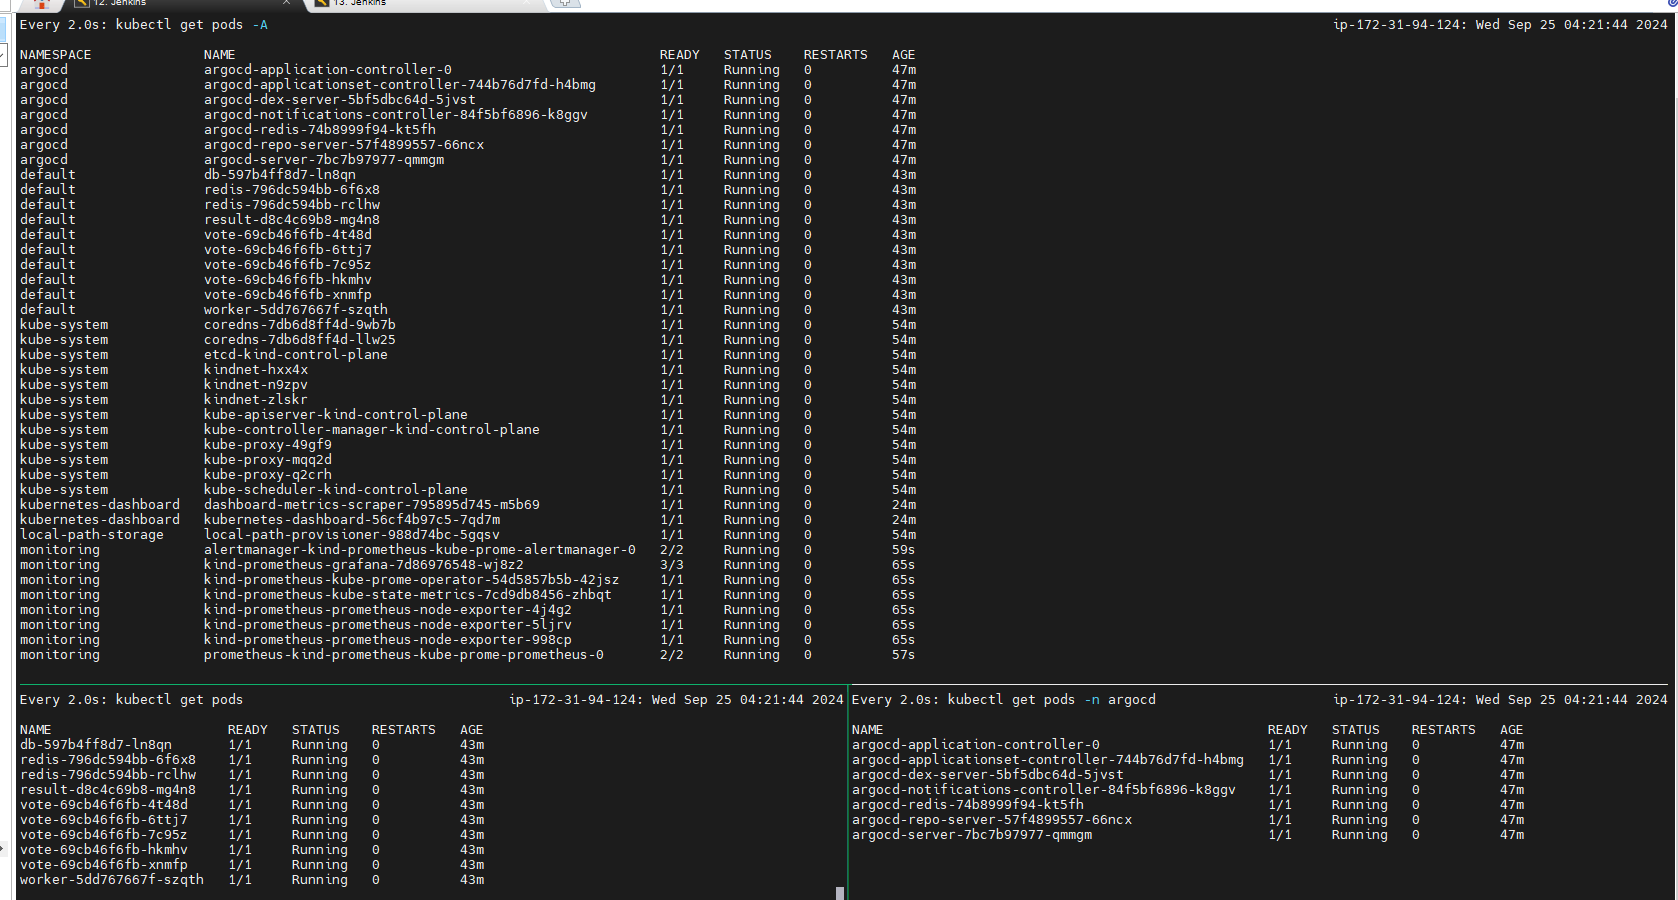 12. Jenkins
13. Jenkins
Every 2.0s: kubectl get pods -A ip-172-31-94-124: Wed Sep 25 04:21:44 2024
NAMESPACE NAME READY STATUS RESTARTS AGE
argocd argocd-application-controller-0 1/1 Running 0 47m
argocd argocd-applicationset-controller-744b76d7fd-h4bmg 1/1 Running 0 47m
argocd argocd-dex-server-5bf5dbc64d-5jvst 1/1 Running 0 47m
argocd argocd-notifications-controller-84f5bf6896-k8ggv 1/1 Running 0 47m
argocd argocd-redis-74b8999f94-kt5fh 1/1 Running 0 47m
argocd argocd-repo-server-57f4899557-66ncx 1/1 Running 0 47m
argocd argocd-server-7bc7b97977-qmmgm 1/1 Running 0 47m
default db-597b4ff8d7-ln8qn 1/1 Running 0 43m
default redis-796dc594bb-6f6x8 1/1 Running 0 43m
default redis-796dc594bb-rclhw 1/1 Running 0 43m
default result-d8c4c69b8-mg4n8 1/1 Running 0 43m
default vote-69cb46f6fb-4t48d 1/1 Running 0 43m
default vote-69cb46f6fb-6ttj7 1/1 Running 0 43m
default vote-69cb46f6fb-7c95z 1/1 Running 0 43m
default vote-69cb46f6fb-hkmhv 1/1 Running 0 43m
default vote-69cb46f6fb-xnmfp 1/1 Running 0 43m
default worker-5dd767667f-szqth 1/1 Running 0 43m
kube-system coredns-7db6d8ff4d-9wb7b 1/1 Running 0 54m
kube-system coredns-7db6d8ff4d-llw25 1/1 Running 0 54m
kube-system etcd-kind-control-plane 1/1 Running 0 54m
kube-system kindnet-hxx4x 1/1 Running 0 54m
kube-system kindnet-n9zpv 1/1 Running 0 54m
kube-system kindnet-zlskr 1/1 Running 0 54m
kube-system kube-apiserver-kind-control-plane 1/1 Running 0 54m
kube-system kube-controller-manager-kind-control-plane 1/1 Running 0 54m
kube-system kube-proxy-49gf9 1/1 Running 0 54m
kube-system kube-proxy-mqq2d 1/1 Running 0 54m
kube-system kube-proxy-q2crh 1/1 Running 0 54m
kube-system kube-scheduler-kind-control-plane 1/1 Running 0 54m
kubernetes-dashboard dashboard-metrics-scraper-795895d745-m5b69 1/1 Running 0 24m
kubernetes-dashboard kubernetes-dashboard-56cf4b97c5-7qd7m 1/1 Running 0 24m
local-path-storage local-path-provisioner-988d74bc-5gqsv 1/1 Running 0 54m
monitoring alertmanager-kind-prometheus-kube-prome-alertmanager-0 2/2 Running 0 59s
monitoring kind-prometheus-grafana-7d86976548-wj8z2 3/3 Running 0 65s
monitoring kind-prometheus-kube-prome-operator-54d5857b5b-42jsz 1/1 Running 0 65s
monitoring kind-prometheus-kube-state-metrics-7cd9db8456-zhbqt 1/1 Running 0 65s
monitoring kind-prometheus-prometheus-node-exporter-4j4g2 1/1 Running 0 65s
monitoring kind-prometheus-prometheus-node-exporter-5ljrv 1/1 Running 0 65s
monitoring kind-prometheus-prometheus-node-exporter-998cp 1/1 Running 0 65s
monitoring prometheus-kind-prometheus-kube-prome-prometheus-0 2/2 Running 0 57s
Every 2.0s: kubectl get pods ip-172-31-94-124: Wed Sep 25 04:21:44 2024
NAME READY STATUS RESTARTS AGE
db-597b4ff8d7-ln8qn 1/1 Running 0 43m
redis-796dc594bb-6f6x8 1/1 Running 0 43m
redis-796dc594bb-rclhw 1/1 Running 0 43m
result-d8c4c69b8-mg4n8 1/1 Running 0 43m
vote-69cb46f6fb-4t48d 1/1 Running 0 43m
vote-69cb46f6fb-6ttj7 1/1 Running 0 43m
vote-69cb46f6fb-7c95z 1/1 Running 0 43m
vote-69cb46f6fb-hkmhv 1/1 Running 0 43m
vote-69cb46f6fb-xnmfp 1/1 Running 0 43m
worker-5dd767667f-szqth 1/1 Running 0 43m
Every 2.0s: kubectl get pods -n argocd ip-172-31-94-124: Wed Sep 25 04:21:44 2024
NAME READY STATUS RESTARTS AGE
argocd-application-controller-0 1/1 Running 0 47m
argocd-applicationset-controller-744b76d7fd-h4bmg 1/1 Running 0 47m
argocd-dex-server-5bf5dbc64d-5jvst 1/1 Running 0 47m
argocd-notifications-controller-84f5bf6896-k8ggv 1/1 Running 0 47m
argocd-redis-74b8999f94-kt5fh 1/1 Running 0 47m
argocd-repo-server-57f4899557-66ncx 1/1 Running 0 47m
argocd-server-7bc7b97977-qmmgm 1/1 Running 0 47m